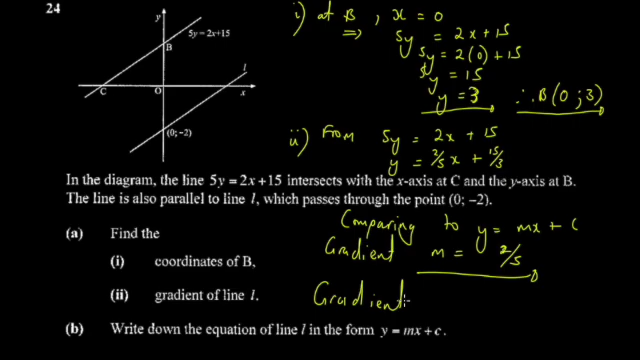 24
y
5y = 2x+15
B
l
C
O
x
(0; –2)
i) at B, x = 0
5y = 2x + 15
5y = 2(0) + 15
5y = 15
y = 3 ∴ B(0 ; 3)
ii) From 5y = 2x + 15
y = 2/5 x + 15/3
In the diagram, the line 5y = 2x + 15 intersects with the x-axis at C and the y-axis at B.
The line is also parallel to line l, which passes through the point (0; –2).
Comparing to y = mx + c
Gradient m = 2/5
(a) Find the
(i) coordinates of B,
(ii) gradient of line l.
Gradient
(b) Write down the equation of line l in the form y = mx + c.